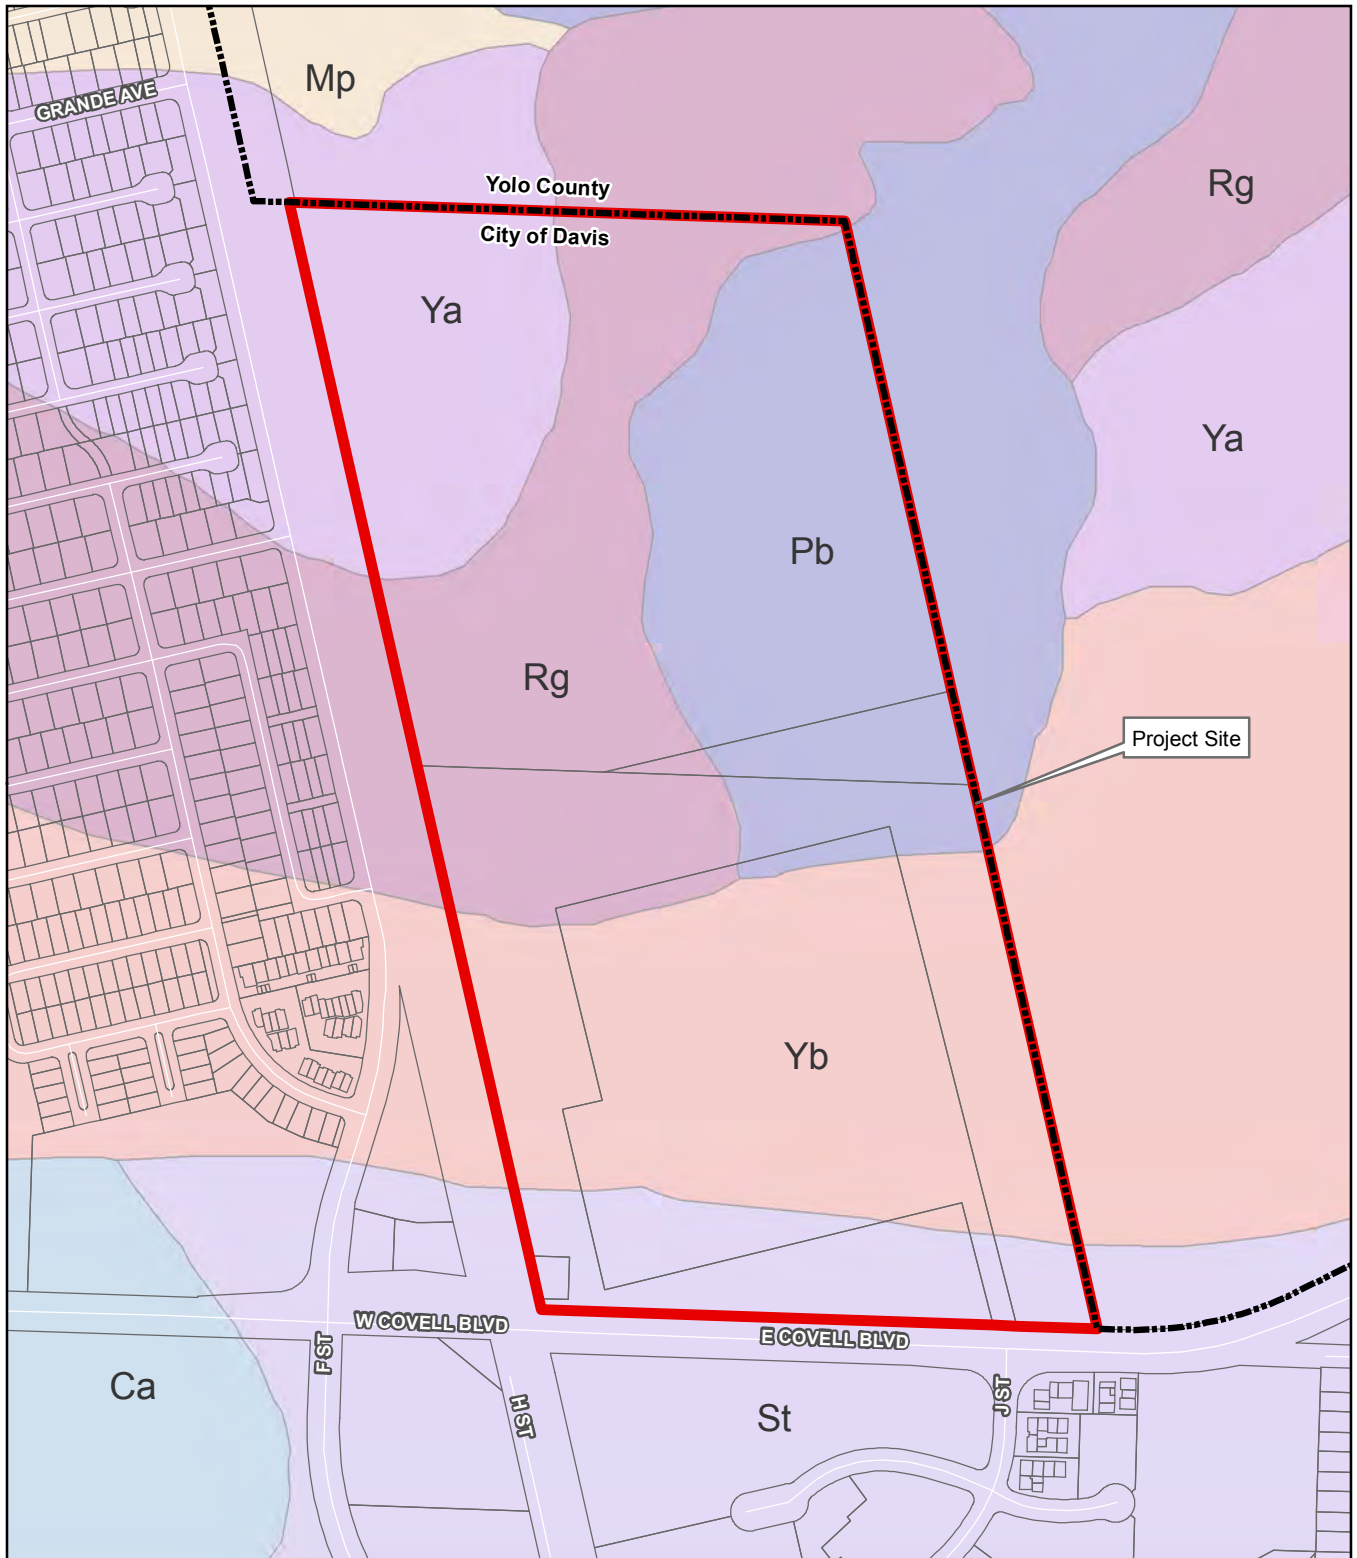 Mp
GRANDE AVE
Rg
Yolo County
City of Davis
Ya
Ya
Pb
Rg
Project Site
Yb
W COVELL BLVD
E COVELL BLVD
F ST
H ST
J ST
Ca
St